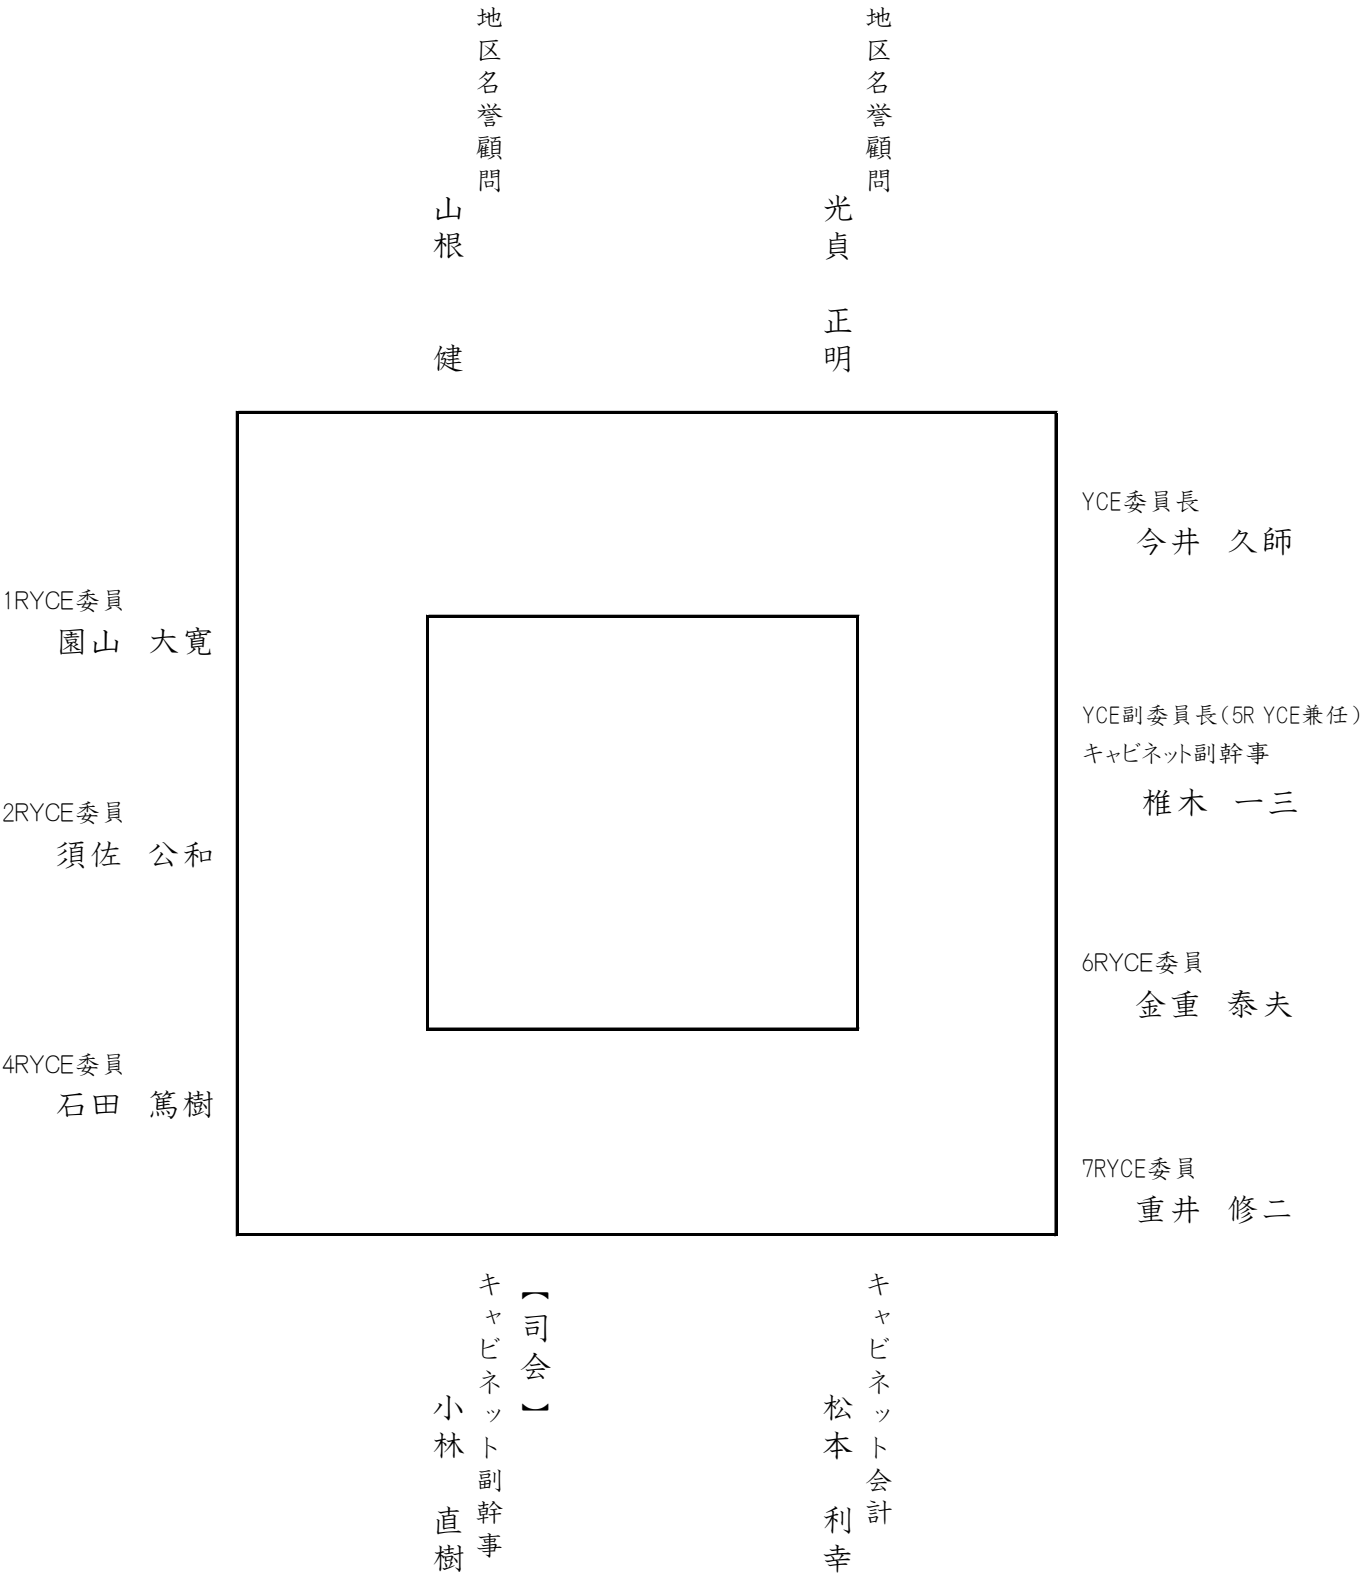 地区名誉顧問
光貞　正明
地区名誉顧問
山根　健
YCE委員長
今井　久師
YCE副委員長(5R YCE兼任)
キャビネット副幹事
椎木　一三
6RYCE委員
金重　泰夫
7RYCE委員
重井　修二
1RYCE委員
園山　大寛
2RYCE委員
須佐　公和
4RYCE委員
石田　篤樹
キャビネット会計
松本　利幸
【司会】
キャビネット副幹事
小林　直樹